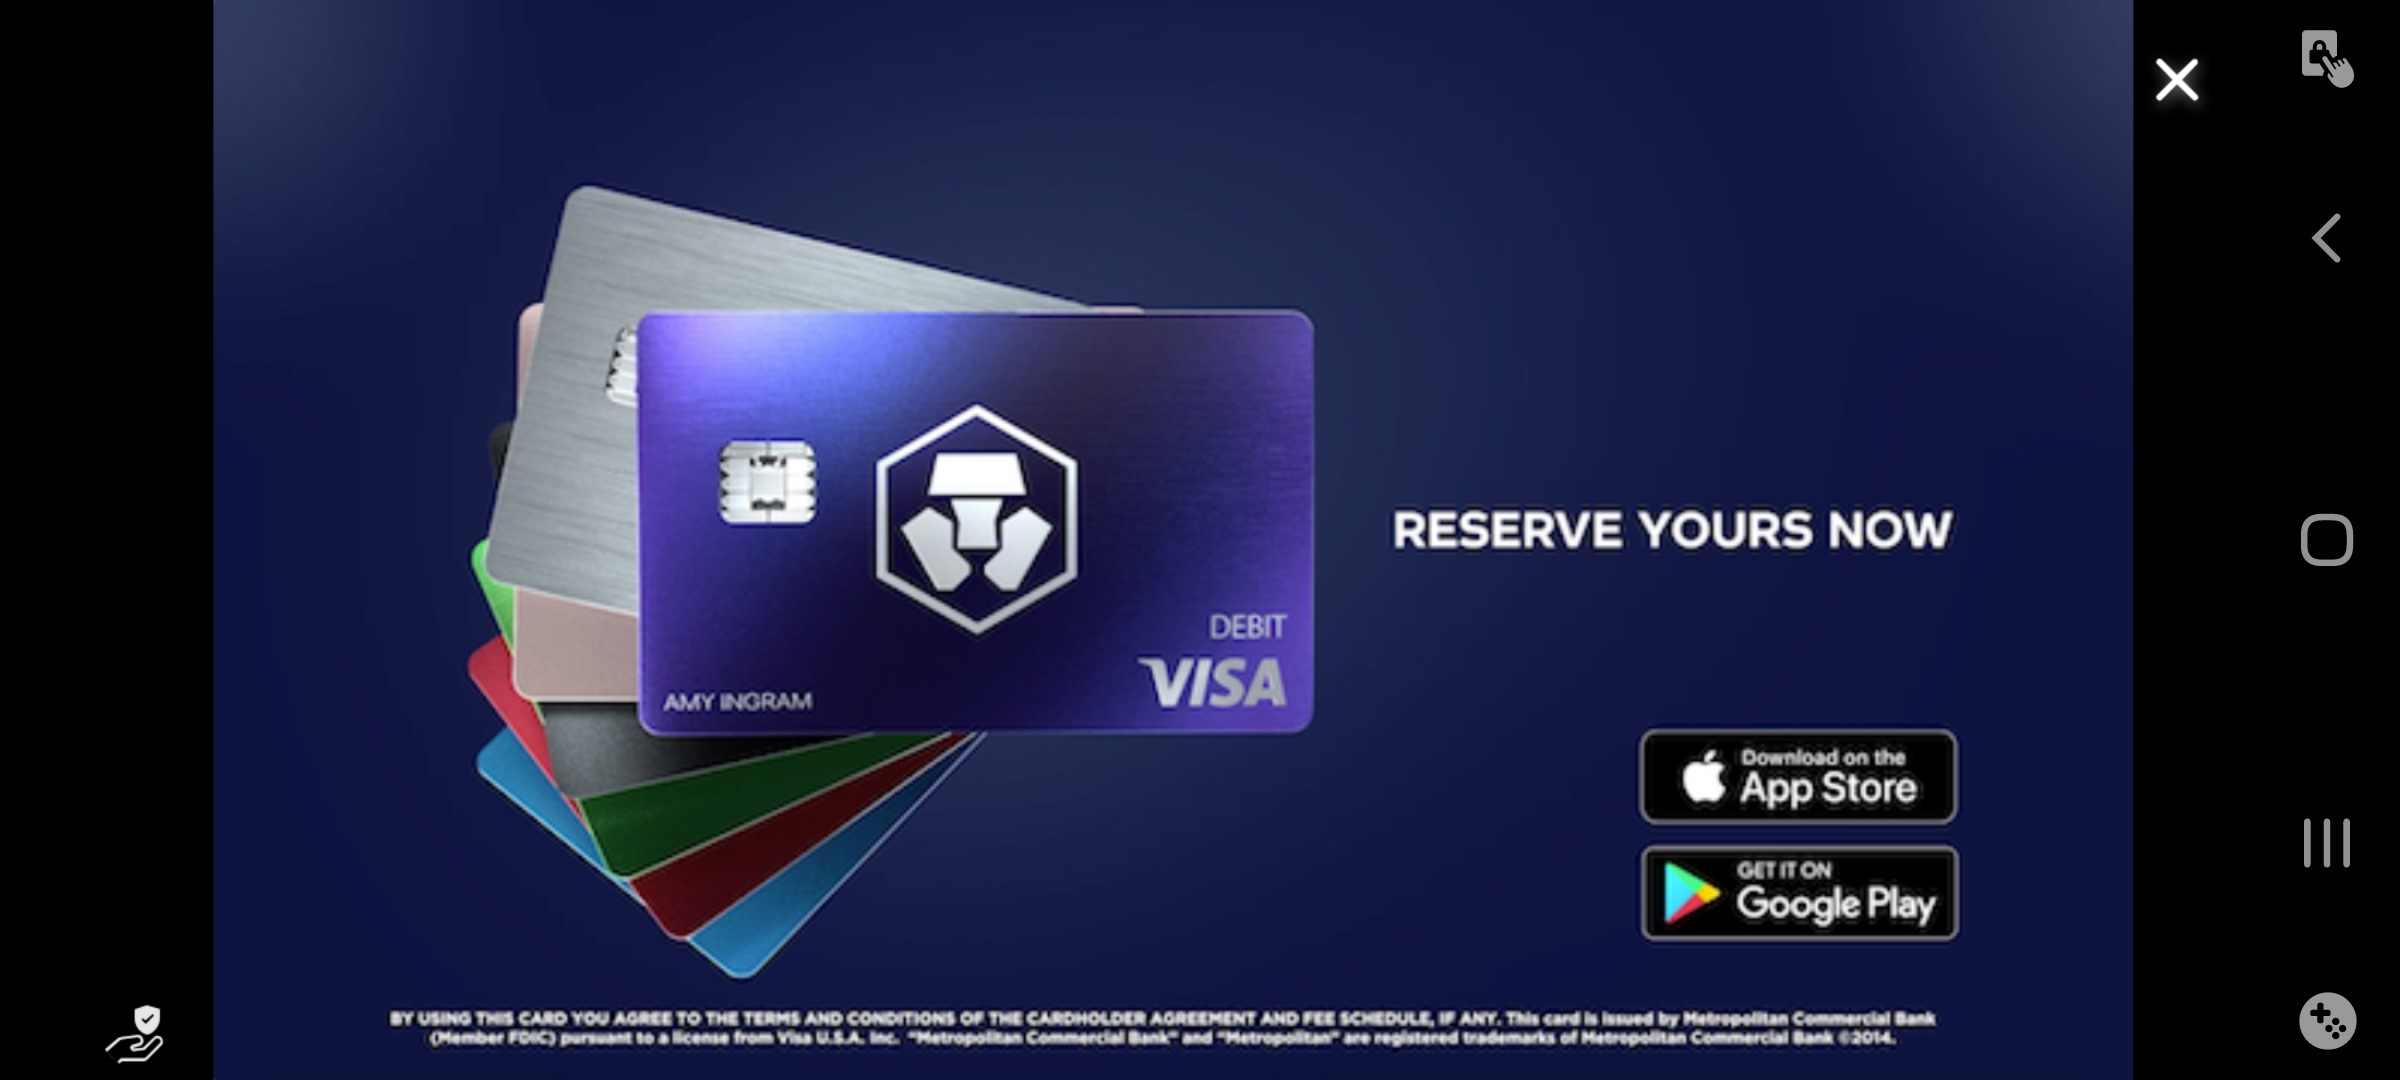 RESERVE YOURS NOW
DEBIT
VISA
AMY INGRAM
Download on the
App Store
GET IT ON
Google Play
BY USING THIS CARD YOU AGREE TO THE TERMS AND CONDITIONS OF THE CARDHOLDER AGREEMENT AND FEE SCHEDULE, IF ANY. This card is issued by Metropolitan Commercial Bank
(Member FDIC) pursuant to a license from Visa U.S.A. Inc. "Metropolitan Commercial Bank" and "Metropolitan" are registered trademarks of Metropolitan Commercial Bank ©2014.